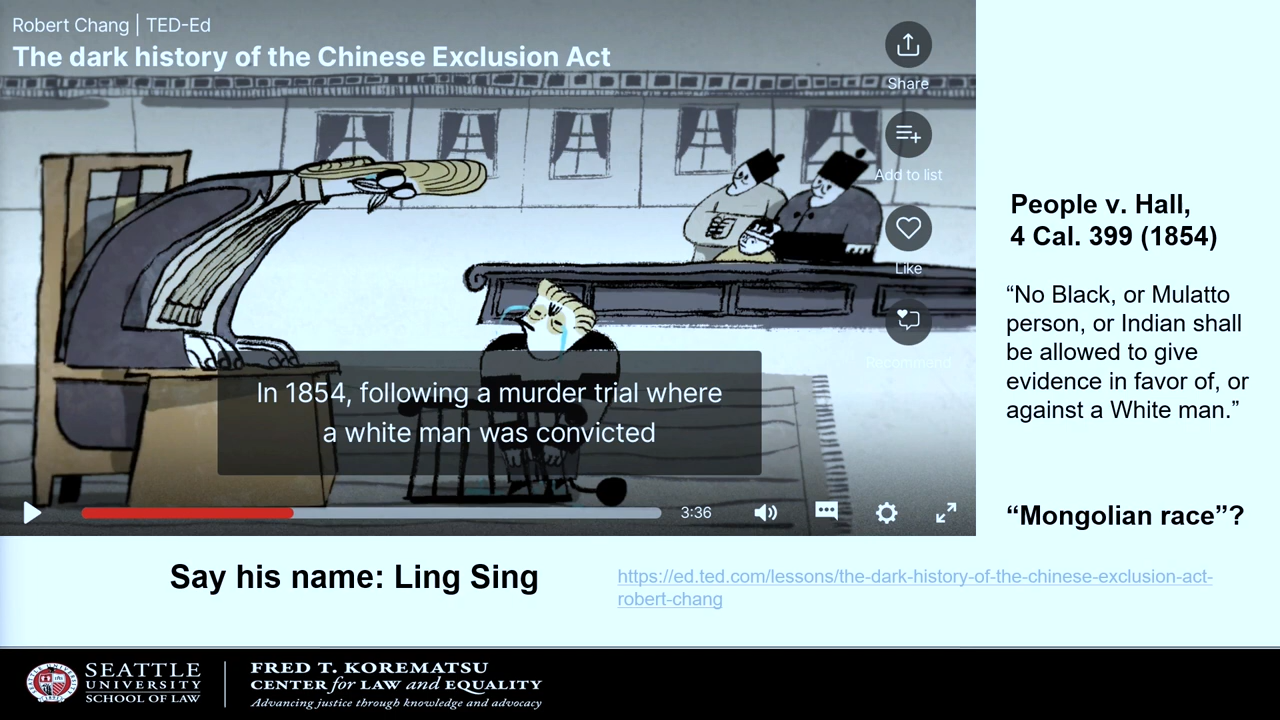 Robert Chang | TED-Ed
The dark history of the Chinese Exclusion Act
Share
Add to list
Like
Recommend
In 1854, following a murder trial where
a white man was convicted
3:36
People v. Hall,
4 Cal. 399 (1854)
“No Black, or Mulatto
person, or Indian shall
be allowed to give
evidence in favor of, or
against a White man.”
“Mongolian race”?
Say his name: Ling Sing
https://ed.ted.com/lessons/the-dark-history-of-the-chinese-exclusion-act-
robert-chang
SEATTLE
UNIVERSITY
SCHOOL OF LAW
FRED T. KOREMATSU
CENTER for LAW and EQUALITY
Advancing justice through knowledge and advocacy